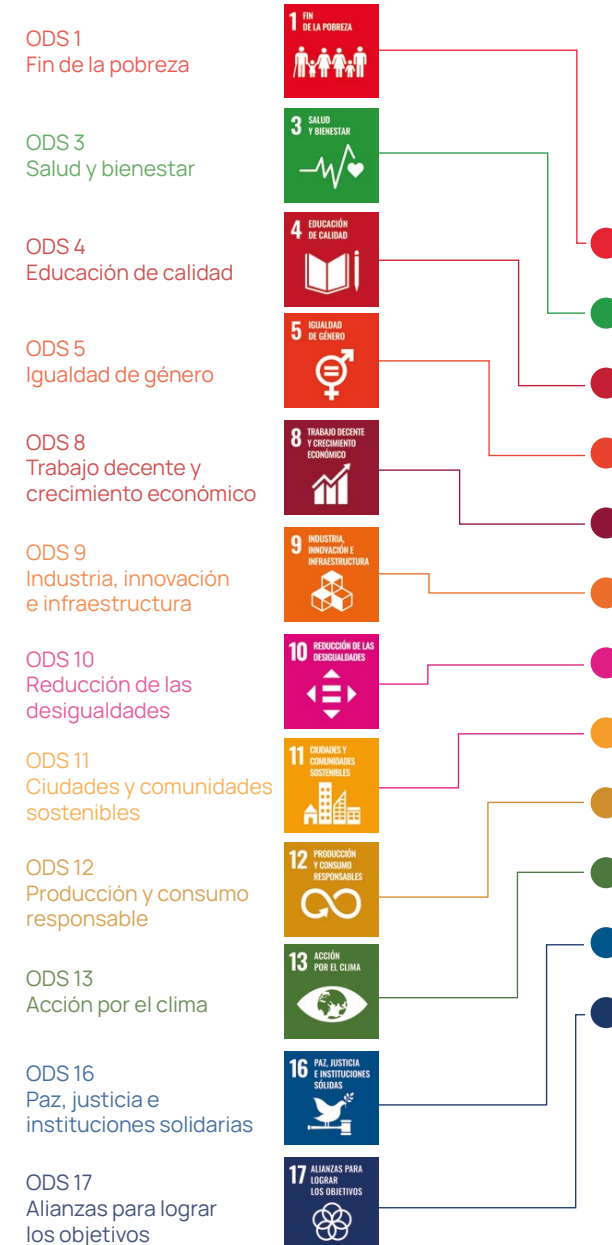 ODS 1
Fin de la pobreza
1 FIN
DE LA POBREZA
ODS 3
Salud y bienestar
3 SALUD
Y BIENESTAR
ODS 4
Educación de calidad
4 EDUCACIÓN
DE CALIDAD
ODS 5
Igualdad de género
5 IGUALDAD
DE GÉNERO
ODS 8
Trabajo decente y
crecimiento económico
8 TRABAJO DECENTE
Y CRECIMIENTO
ECONÓMICO
ODS 9
Industria, innovación
e infraestructura
9 INDUSTRIA,
INNOVACIÓN E
INFRAESTRUCTURA
ODS 10
Reducción de las
desigualdades
10 REDUCCIÓN DE LAS
DESIGUALDADES
ODS 11
Ciudades y comunidades
sostenibles
11 CIUDADES Y
COMUNIDADES
SOSTENIBLES
ODS 12
Producción y consumo
responsable
12 PRODUCCIÓN
Y CONSUMO
RESPONSABLES
ODS 13
Acción por el clima
13 ACCIÓN
POR EL CLIMA
ODS 16
Paz, justicia e
instituciones solidarias
16 PAZ, JUSTICIA
E INSTITUCIONES
SÓLIDAS
ODS 17
Alianzas para lograr
los objetivos
17 ALIANZAS PARA
LOGRAR
LOS OBJETIVOS